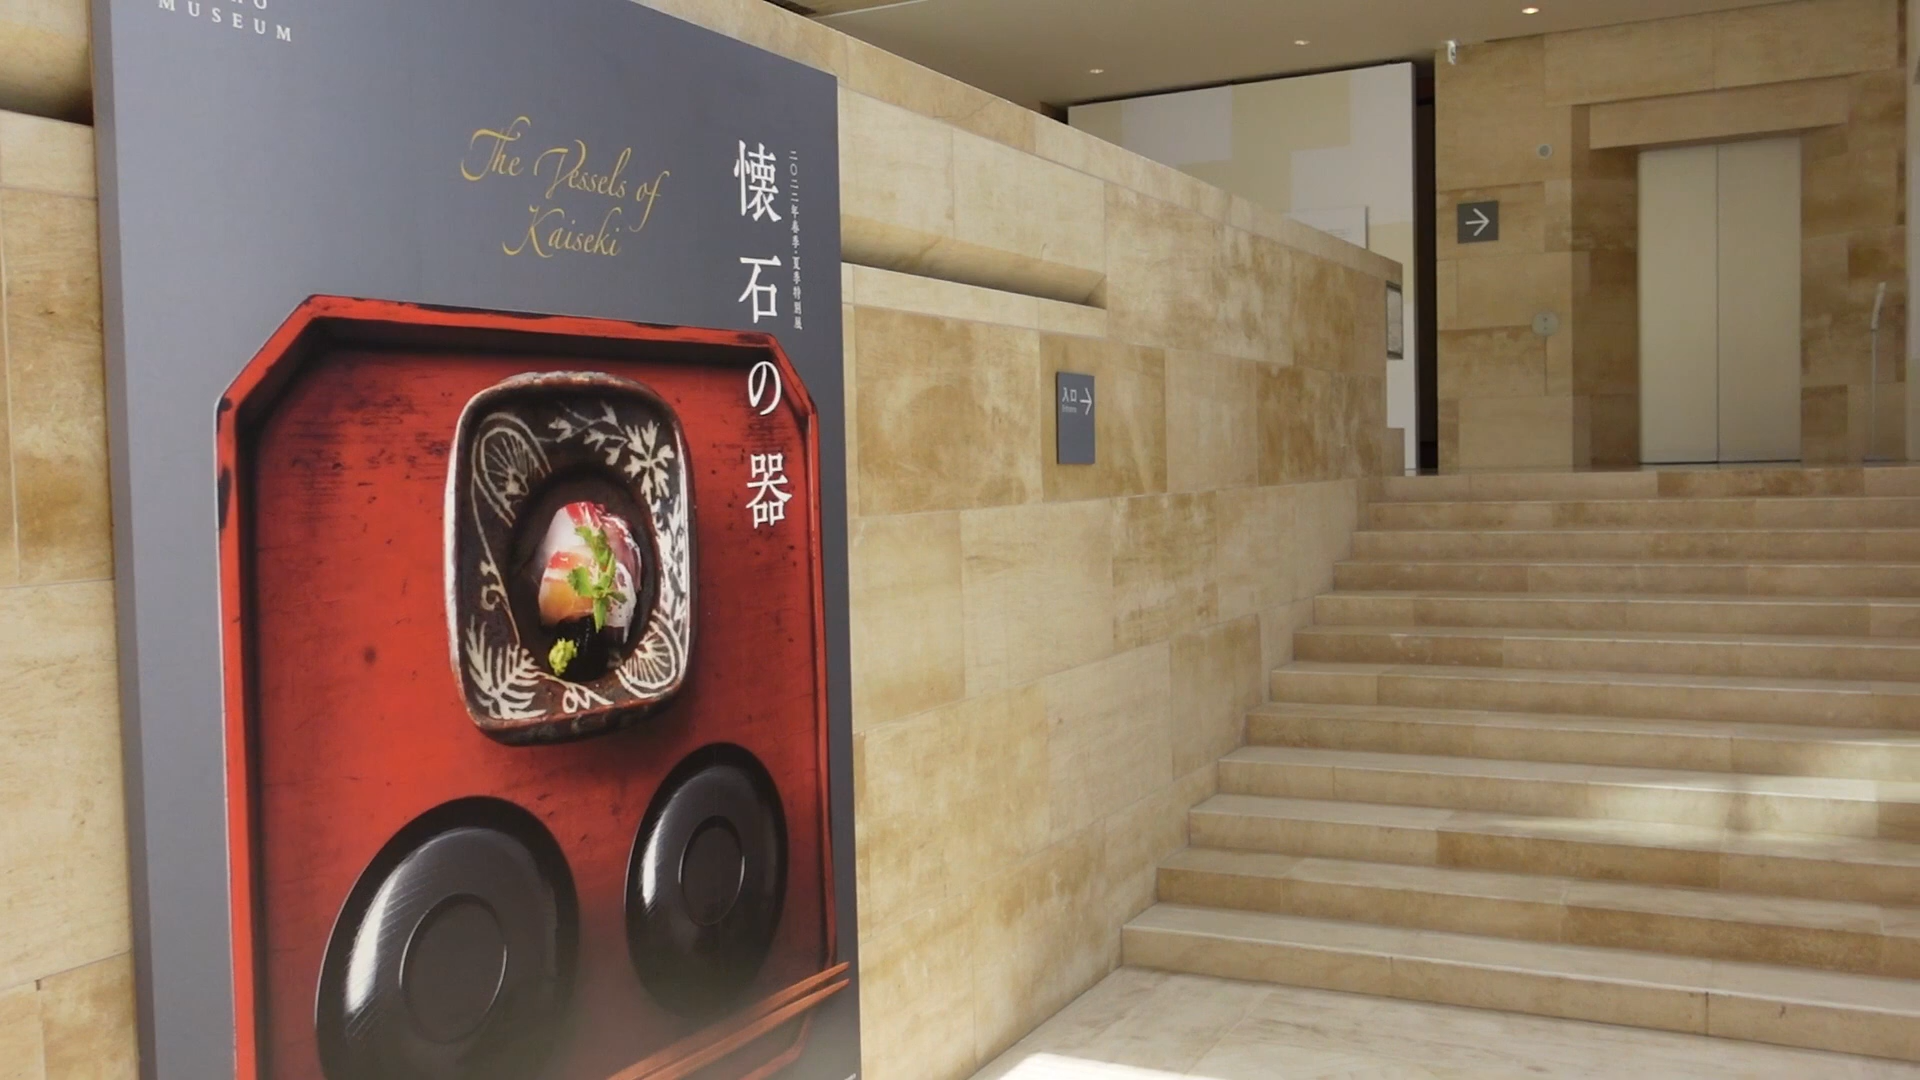 MUSEUM
The Vessels of
Kaiseki
二〇二二年春季・夏季特別展
懐石の器
入口
Entrance